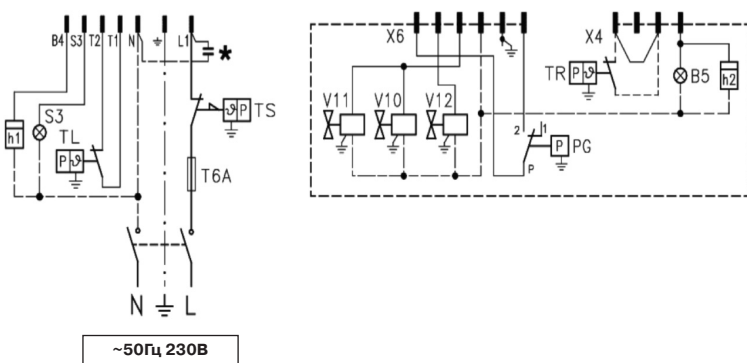 B4 S3 T2 T1 N ⏚ L1
*
X6
X4
TR P ϑ
B5
h2
V11 V10 V12
h1
S3
TL
P ϑ
ϑ P TS
T6A
2 1
P PG
P
N ⏚ L
~50Гц 230В